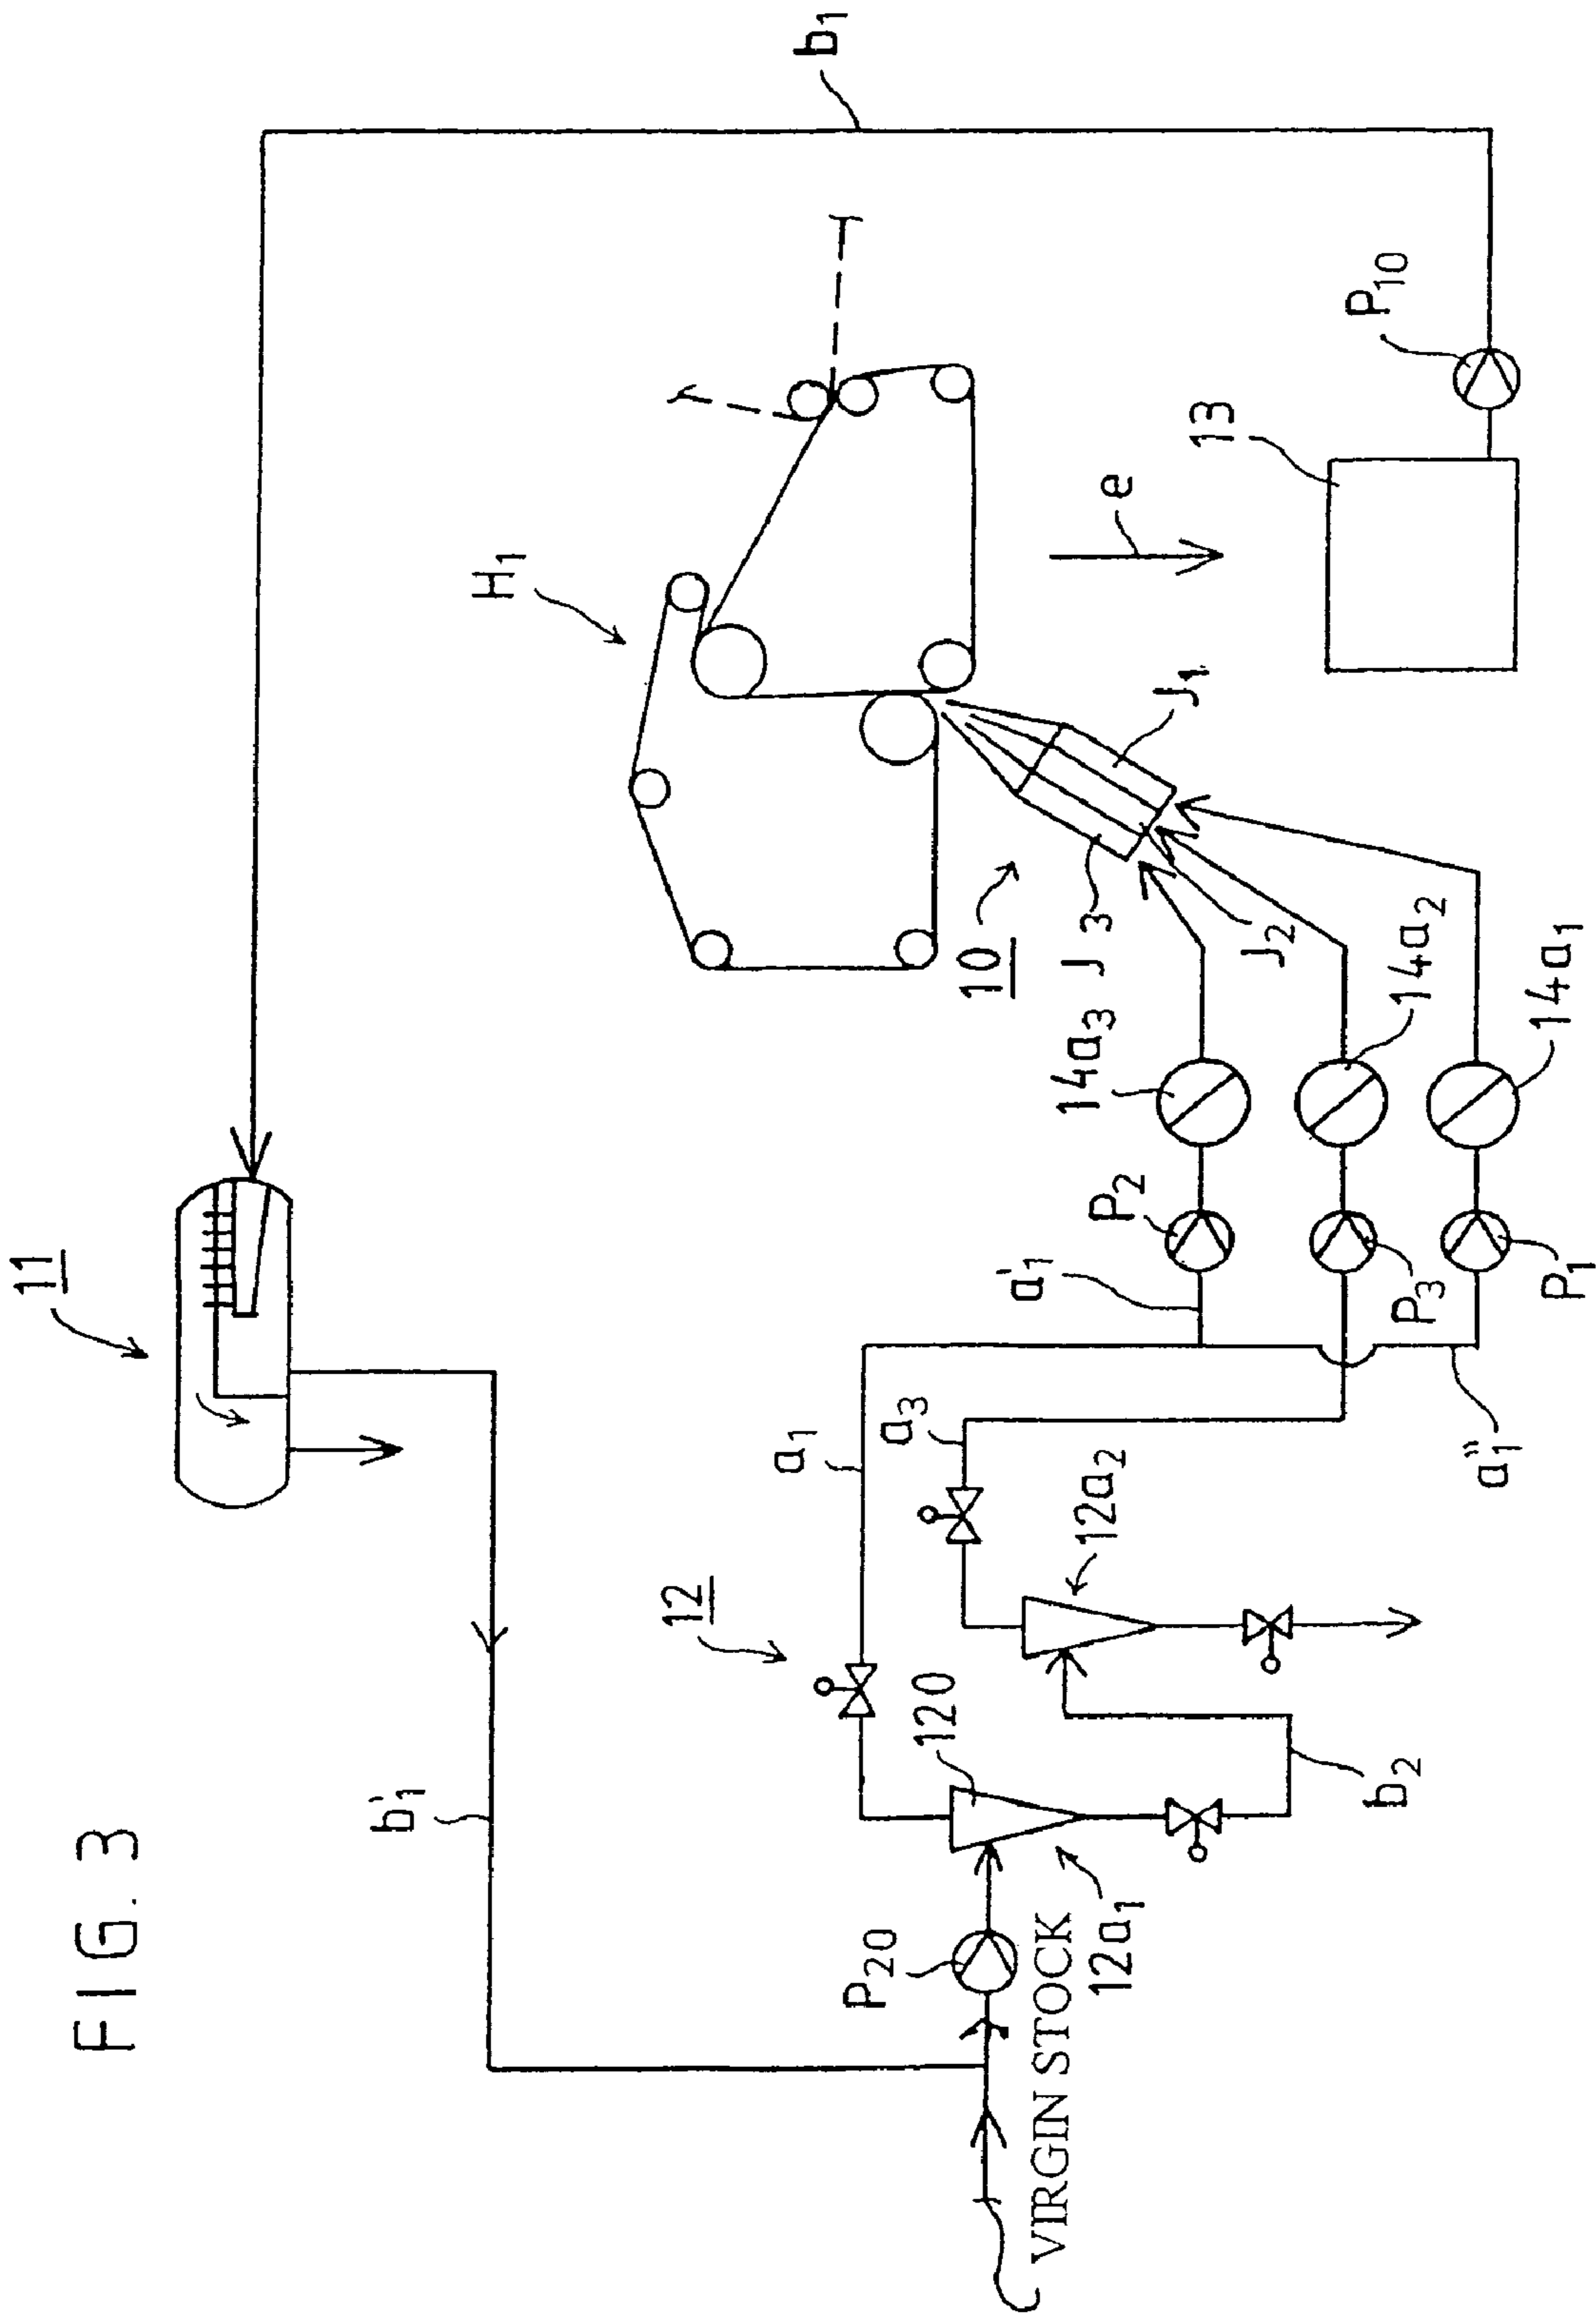 FIG. 3
11
b₁
b'₁
H₁
12
a₁
10
J₃
J₂
J₁
e
13
P₁₀
120
a₃
12a₂
a'₁
P₂
14a₃
P₂₀
12a₁
VIRGIN STOCK
b₂
P₃
14a₂
a"₁
P₁
14a₁